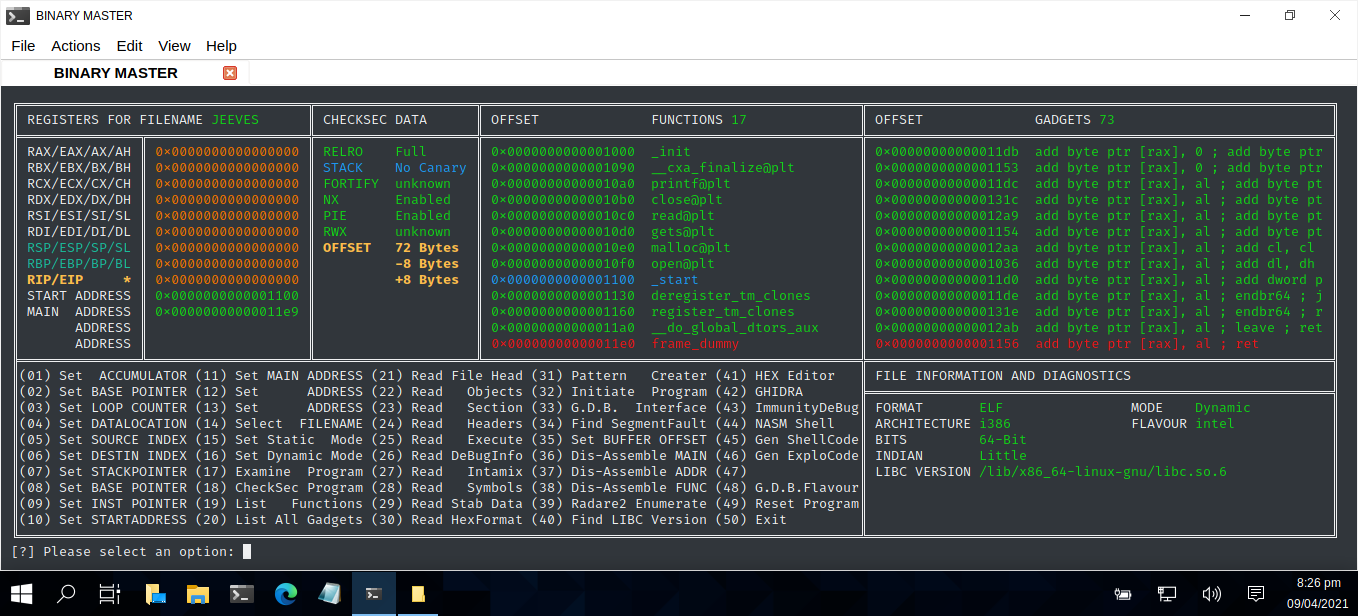 BINARY MASTER
File Actions Edit View Help
BINARY MASTER
REGISTERS FOR FILENAME JEEVES CHECKSEC DATA OFFSET FUNCTIONS 17 OFFSET GADGETS 73
RAX/EAX/AX/AH 0×0000000000000000 RELRO Full 0×0000000000001000 _init 0×00000000000011db add byte ptr [rax], 0 ; add byte ptr
RBX/EBX/BX/BH 0×0000000000000000 STACK No Canary 0×0000000000001090 __cxa_finalize@plt 0×0000000000001153 add byte ptr [rax], 0 ; add byte ptr
RCX/ECX/CX/CH 0×0000000000000000 FORTIFY unknown 0×00000000000010a0 printf@plt 0×00000000000011dc add byte ptr [rax], al ; add byte pt
RDX/EDX/DX/DH 0×0000000000000000 NX Enabled 0×00000000000010b0 close@plt 0×000000000000131c add byte ptr [rax], al ; add byte pt
RSI/ESI/SI/SL 0×0000000000000000 PIE Enabled 0×00000000000010c0 read@plt 0×00000000000012a9 add byte ptr [rax], al ; add byte pt
RDI/EDI/DI/DL 0×0000000000000000 RWX unknown 0×00000000000010d0 gets@plt 0×0000000000001154 add byte ptr [rax], al ; add byte pt
RSP/ESP/SP/SL 0×0000000000000000 OFFSET 72 Bytes 0×00000000000010e0 malloc@plt 0×00000000000012aa add byte ptr [rax], al ; add cl, cl
RBP/EBP/BP/BL 0×0000000000000000 -8 Bytes 0×00000000000010f0 open@plt 0×0000000000001036 add byte ptr [rax], al ; add dl, dh
RIP/EIP * 0×0000000000000000 +8 Bytes 0×0000000000001100 _start 0×00000000000011d0 add byte ptr [rax], al ; add dword p
START ADDRESS 0×0000000000001100 0×0000000000001130 deregister_tm_clones 0×00000000000011de add byte ptr [rax], al ; endbr64 ; j
MAIN ADDRESS 0×00000000000011e9 0×0000000000001160 register_tm_clones 0×000000000000131e add byte ptr [rax], al ; endbr64 ; r
ADDRESS 0×00000000000011a0 __do_global_dtors_aux 0×00000000000012ab add byte ptr [rax], al ; leave ; ret
ADDRESS 0×00000000000011e0 frame_dummy 0×0000000000001156 add byte ptr [rax], al ; ret
(01) Set ACCUMULATOR (11) Set MAIN ADDRESS (21) Read File Head (31) Pattern Creater (41) HEX Editor FILE INFORMATION AND DIAGNOSTICS
(02) Set BASE POINTER (12) Set ADDRESS (22) Read Objects (32) Initiate Program (42) GHIDRA
(03) Set LOOP COUNTER (13) Set ADDRESS (23) Read Section (33) G.D.B. Interface (43) ImmunityDeBug FORMAT ELF MODE Dynamic
(04) Set DATALOCATION (14) Select FILENAME (24) Read Headers (34) Find SegmentFault (44) NASM Shell ARCHITECTURE i386 FLAVOUR intel
(05) Set SOURCE INDEX (15) Set Static Mode (25) Read Execute (35) Set BUFFER OFFSET (45) Gen ShellCode BITS 64-Bit
(06) Set DESTIN INDEX (16) Set Dynamic Mode (26) Read DeBugInfo (36) Dis-Assemble MAIN (46) Gen ExploCode INDIAN Little
(07) Set STACKPOINTER (17) Examine Program (27) Read Intamix (37) Dis-Assemble ADDR (47) LIBC VERSION /lib/x86_64-linux-gnu/libc.so.6
(08) Set BASE POINTER (18) CheckSec Program (28) Read Symbols (38) Dis-Assemble FUNC (48) G.D.B.Flavour
(09) Set INST POINTER (19) List Functions (29) Read Stab Data (39) Radare2 Enumerate (49) Reset Program
(10) Set STARTADDRESS (20) List All Gadgets (30) Read HexFormat (40) Find LIBC Version (50) Exit
[?] Please select an option:
8:26 pm
09/04/2021